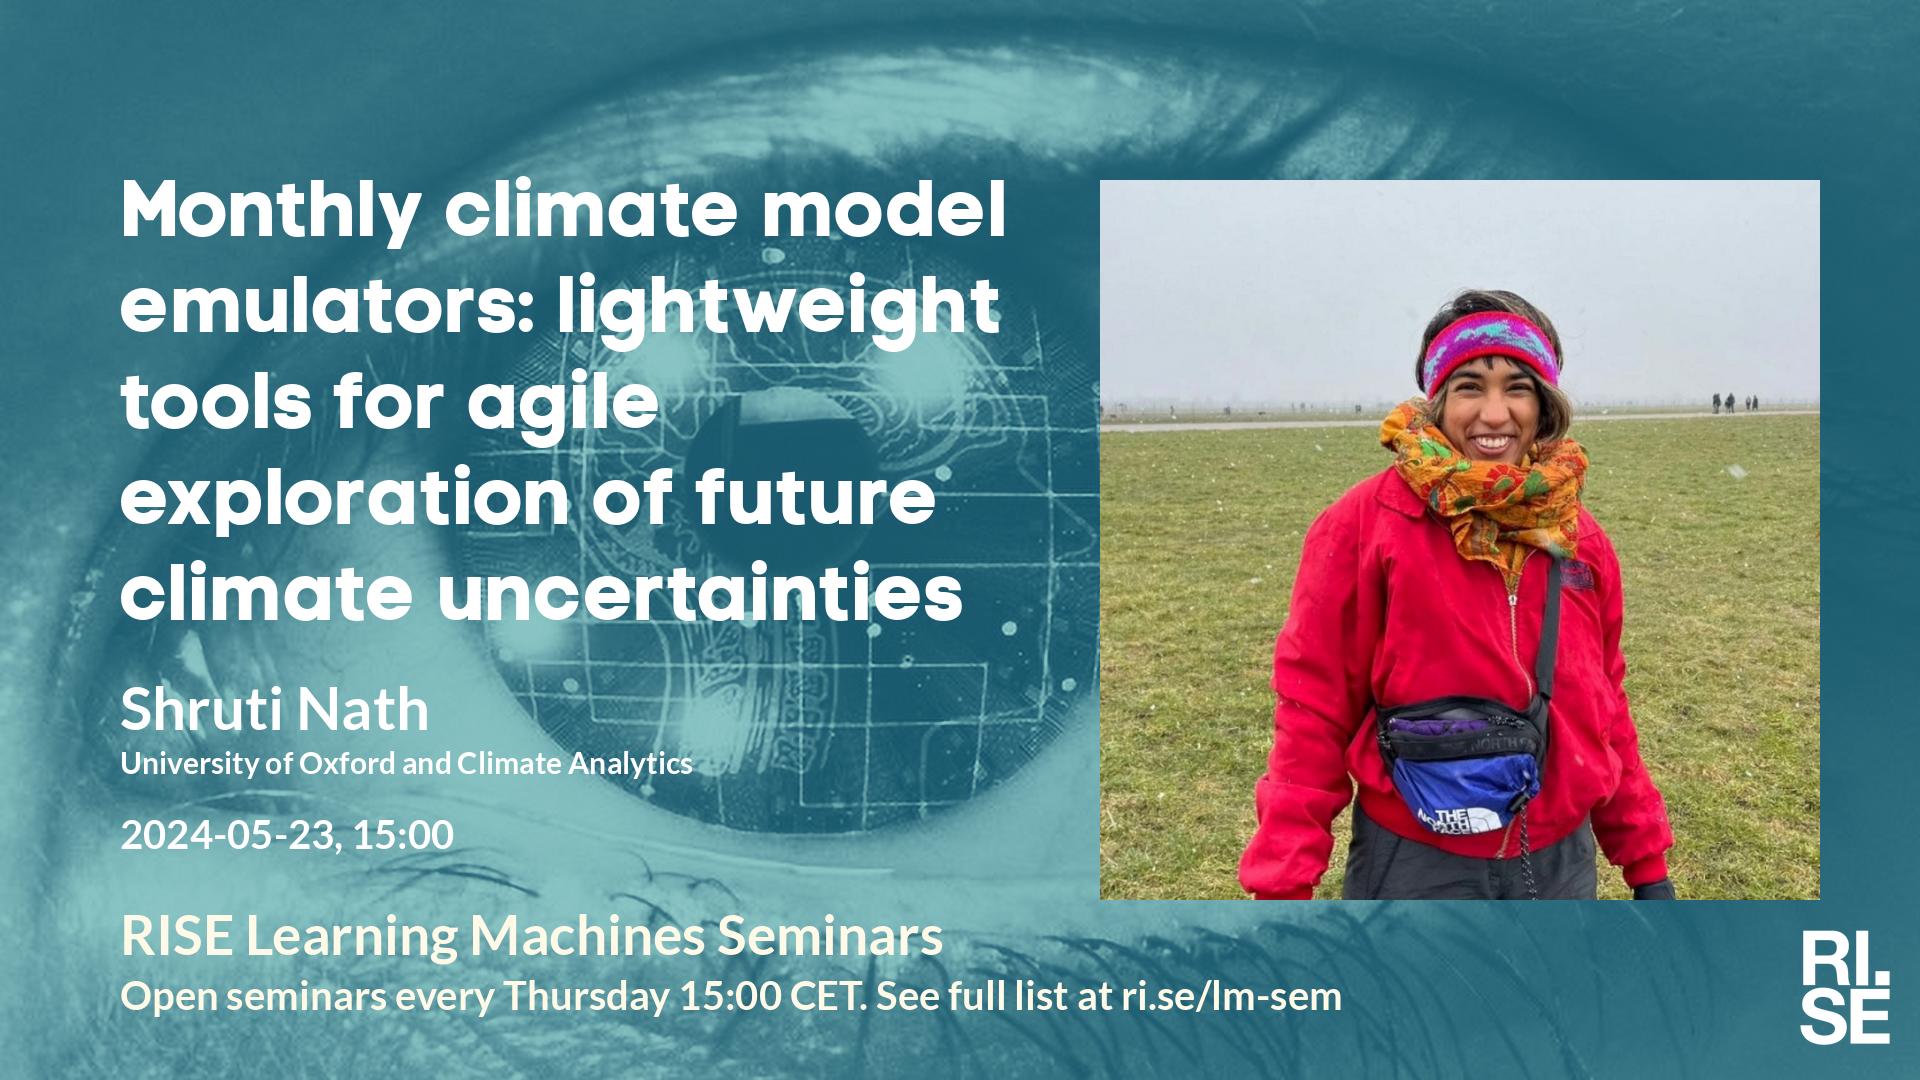 Monthly climate model
emulators: lightweight
tools for agile
exploration of future
climate uncertainties
Shruti Nath
University of Oxford and Climate Analytics
2024-05-23, 15:00
RISE Learning Machines Seminars
Open seminars every Thursday 15:00 CET. See full list at ri.se/lm-sem
NORTH
THE
NORTH
FACE
RI.
SE